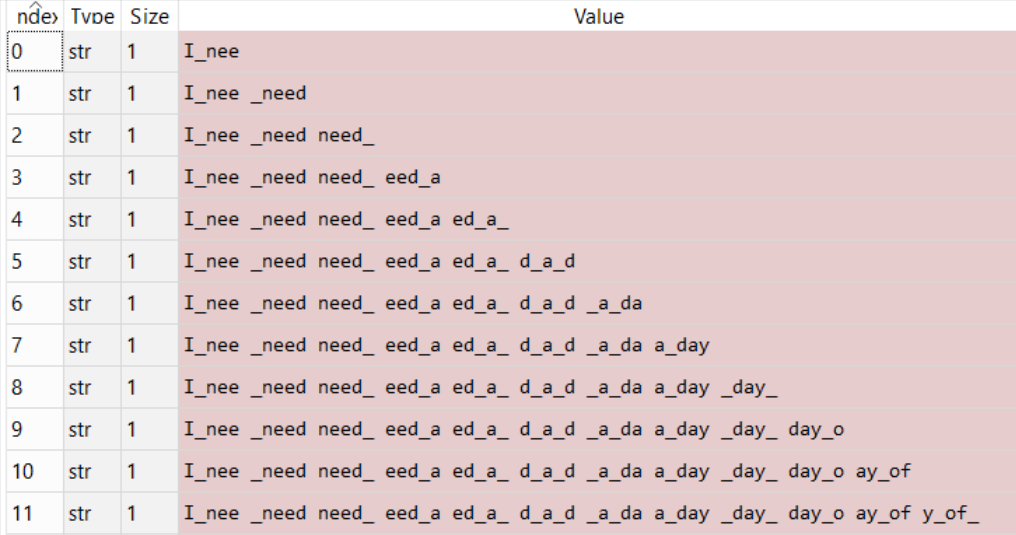 ndex Type Size Value
0 str 1 I_nee
1 str 1 I_nee _need
2 str 1 I_nee _need need_
3 str 1 I_nee _need need_ eed_a
4 str 1 I_nee _need need_ eed_a ed_a_
5 str 1 I_nee _need need_ eed_a ed_a_ d_a_d
6 str 1 I_nee _need need_ eed_a ed_a_ d_a_d _a_da
7 str 1 I_nee _need need_ eed_a ed_a_ d_a_d _a_da a_day
8 str 1 I_nee _need need_ eed_a ed_a_ d_a_d _a_da a_day _day_
9 str 1 I_nee _need need_ eed_a ed_a_ d_a_d _a_da a_day _day_ day_o
10 str 1 I_nee _need need_ eed_a ed_a_ d_a_d _a_da a_day _day_ day_o ay_of
11 str 1 I_nee _need need_ eed_a ed_a_ d_a_d _a_da a_day _day_ day_o ay_of y_of_